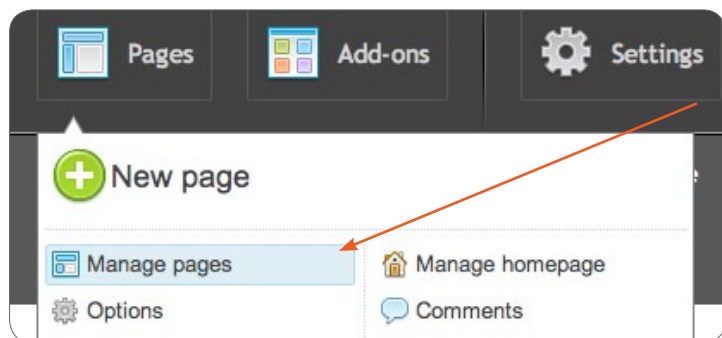 Pages Add-ons Settings
New page
Manage pages Manage homepage
Options Comments